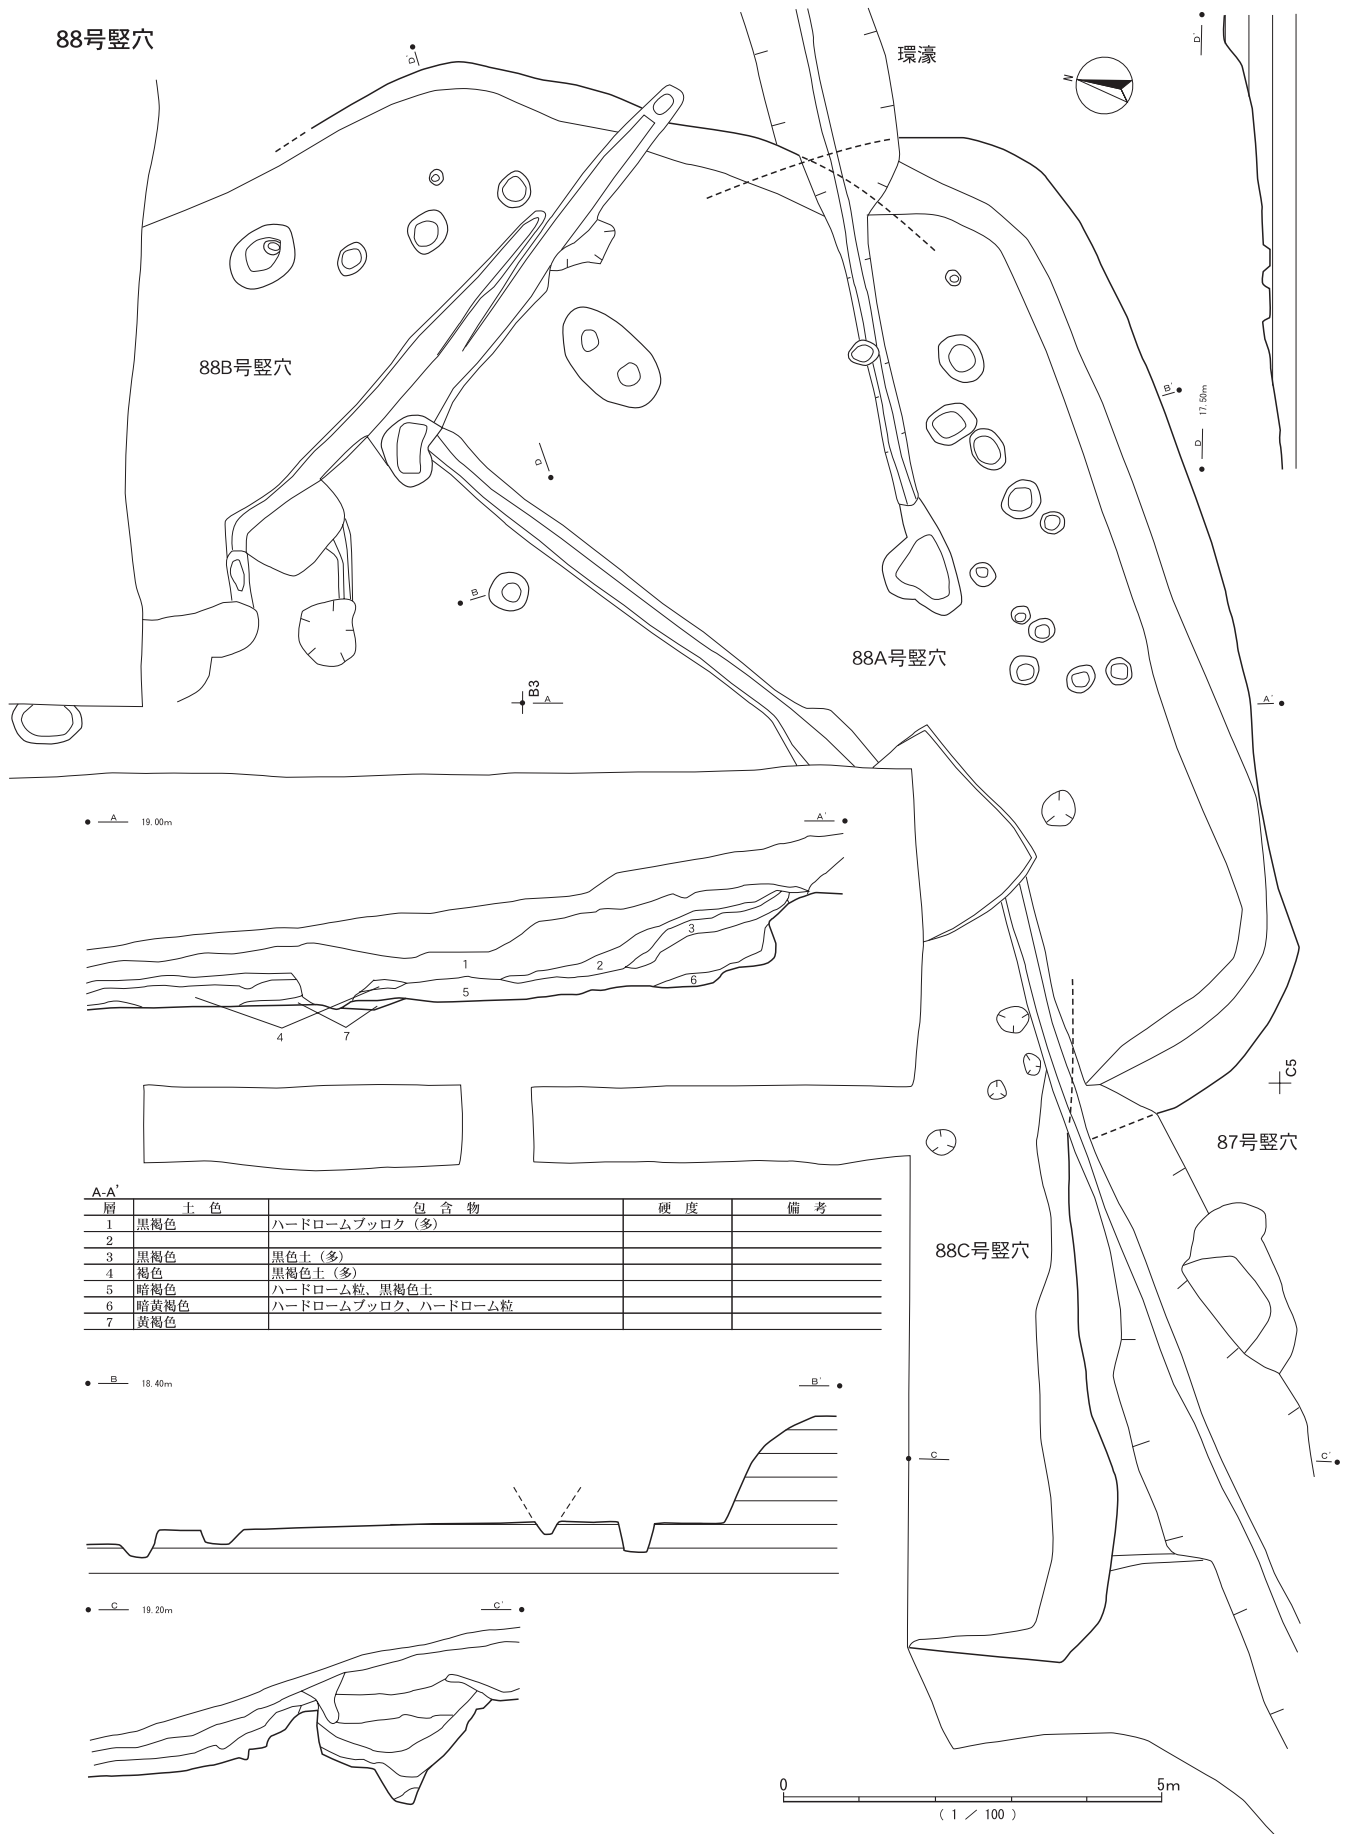 88号竪穴
D'
環濠
N
D'
88B号竪穴
B'
17.50m
D
D
B
88A号竪穴
B3
A
A'
A
19.00m
A'
1
2
3
5
6
4
7
C5
87号竪穴
A-A'
層 土 色 包 含 物 硬 度 備 考
1 黒褐色 ハードロームブッロク（多）
2
3 黒褐色 黒色土（多）
4 褐色 黒褐色土（多）
5 暗褐色 ハードローム粒、黒褐色土
6 暗黄褐色 ハードロームブッロク、ハードローム粒
7 黄褐色
88C号竪穴
B
18.40m
B'
C
C'
C
19.20m
C'
0 5m
（ 1 ／ 100 ）